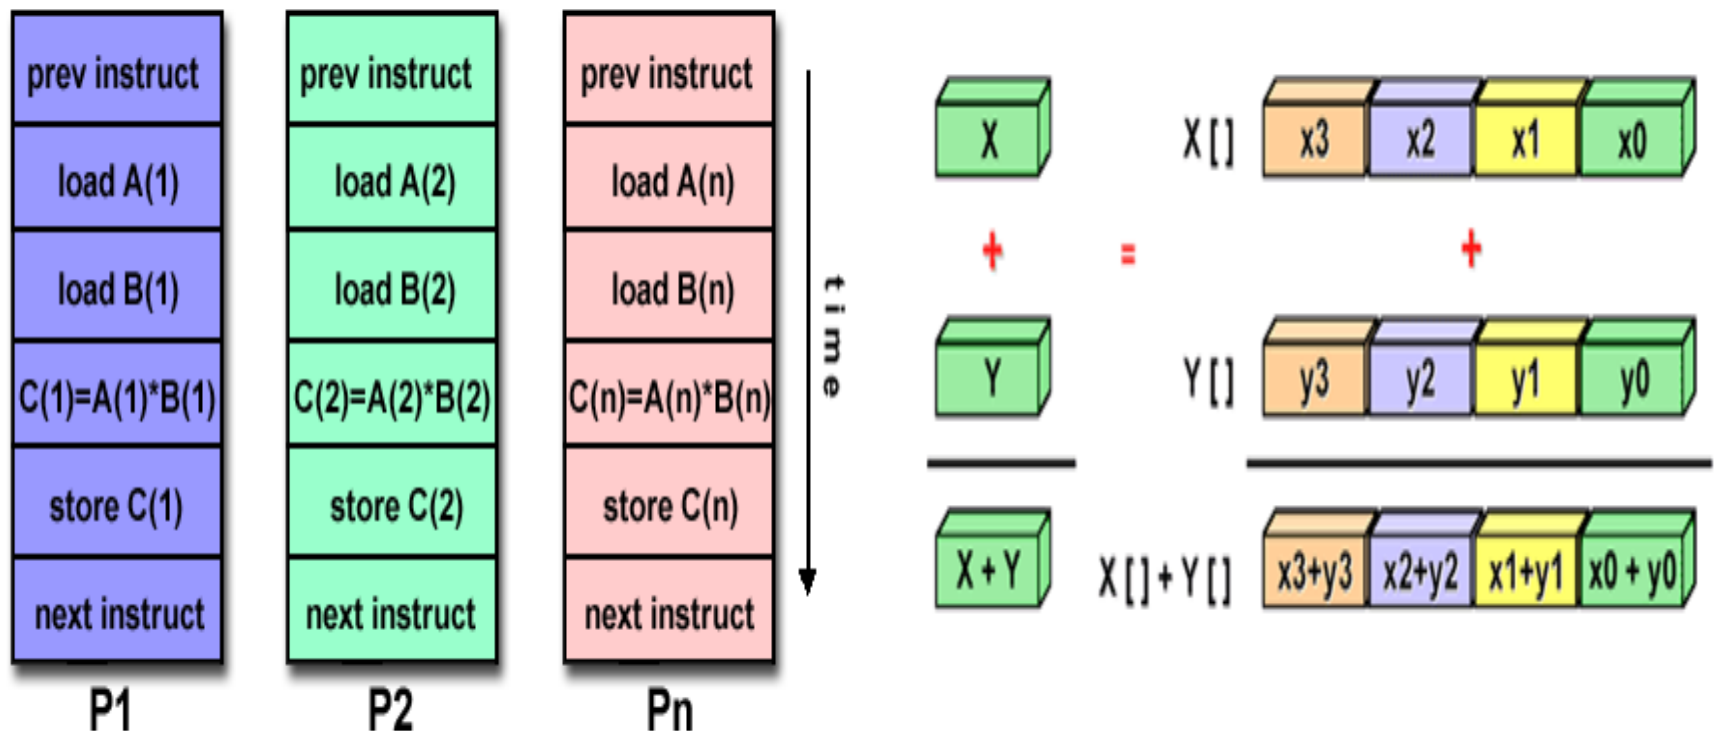 prev instruct
load A(1)
load B(1)
C(1)=A(1)*B(1)
store C(1)
next instruct
P1
prev instruct
load A(2)
load B(2)
C(2)=A(2)*B(2)
store C(2)
next instruct
P2
prev instruct
load A(n)
load B(n)
C(n)=A(n)*B(n)
store C(n)
next instruct
Pn
time
X
+
Y
X + Y
=
X [ ] x3 x2 x1 x0
+
Y [ ] y3 y2 y1 y0
X [ ] + Y [ ] x3+y3 x2+y2 x1+y1 x0 + y0